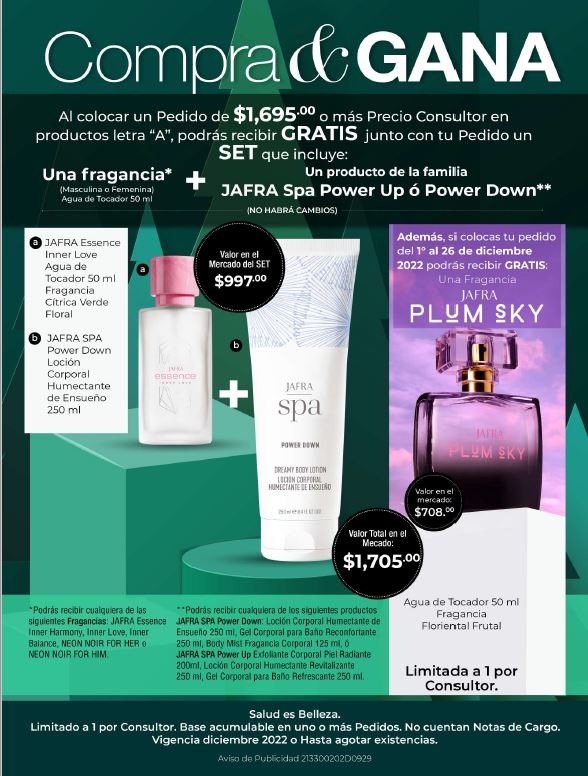 Compra & GANA
Al colocar un Pedido de $1,695.00 o más Precio Consultor en
productos letra “A”, podrás recibir GRATIS junto con tu Pedido un
SET que incluye:
Una fragancia*
(Masculina o Femenina)
Agua de Tocador 50 ml
+
Un producto de la familia
JAFRA Spa Power Up ó Power Down**
(NO HABRÁ CAMBIOS)
a JAFRA Essence
Inner Love
Agua de
Tocador 50 ml
Fragancia
Cítrica Verde
Floral
b JAFRA SPA
Power Down
Loción
Corporal
Humectante
de Ensueño
250 ml
a
JAFRA
essence
INNER LOVE
Valor en el
Mercado del SET
$997.00
+
b
JAFRA
spa
POWER DOWN
DREAMY BODY LOTION
LOCIÓN CORPORAL
HUMECTANTE DE ENSUEÑO
250 ml ℮ 8.4 FL OZ (US)
Además, si colocas tu pedido
del 1° al 26 de diciembre
2022 podrás recibir GRATIS:
Una Fragancia
JAFRA
PLUM SKY
JAFRA
PLUM SKY
Valor en el
mercado:
$708.00
Valor Total en el
Mecado:
$1,705.00
Agua de Tocador 50 ml
Fragancia
Floriental Frutal
Limitada a 1 por
Consultor.
*Podrás recibir cualquiera de las
siguientes Fragancias: JAFRA Essence
Inner Harmony, Inner Love, Inner
Balance, NEON NOIR FOR HER o
NEON NOIR FOR HIM.
**Podrás recibir cualquiera de los siguientes productos
JAFRA SPA Power Down: Loción Corporal Humectante de
Ensueño 250 ml, Gel Corporal para Baño Reconfortante
250 ml, Body Mist Fragancia Corporal 125 ml, ó
JAFRA SPA Power Up Exfoliante Corporal Piel Radiante
200ml, Loción Corporal Humectante Revitalizante
250 ml, Gel Corporal para Baño Refrescante 250 ml.
Salud es Belleza.
Limitado a 1 por Consultor. Base acumulable en uno o más Pedidos. No cuentan Notas de Cargo.
Vigencia diciembre 2022 o Hasta agotar existencias.
Aviso de Publicidad 213300202D0929